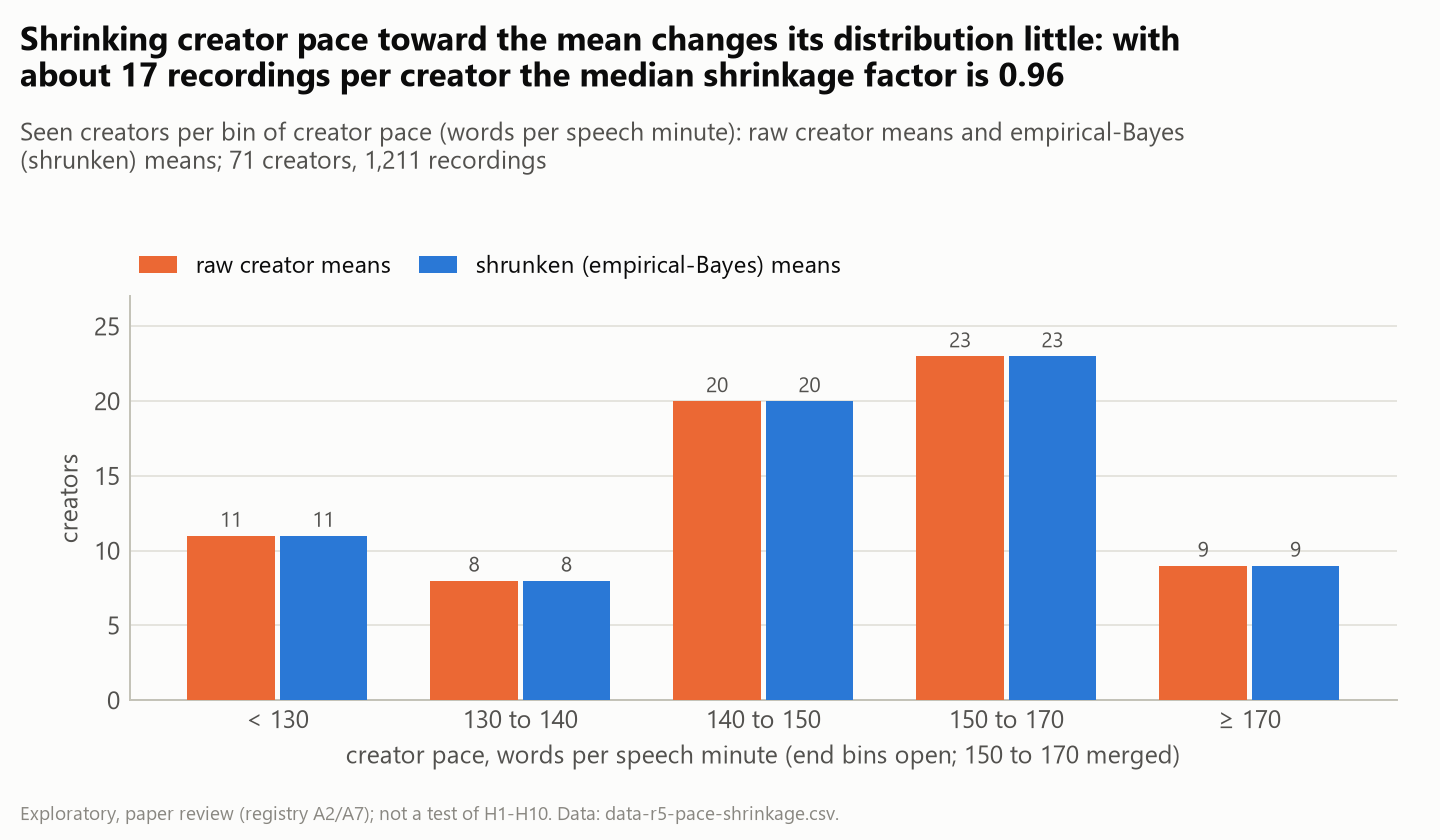 Shrinking creator pace toward the mean changes its distribution little: with
about 17 recordings per creator the median shrinkage factor is 0.96
Seen creators per bin of creator pace (words per speech minute): raw creator means and empirical-Bayes
(shrunken) means; 71 creators, 1,211 recordings
raw creator means
shrunken (empirical-Bayes) means
creators
25
20
15
10
5
0
11
11
8
8
20
20
23
23
9
9
< 130
130 to 140
140 to 150
150 to 170
≥ 170
creator pace, words per speech minute (end bins open; 150 to 170 merged)
Exploratory, paper review (registry A2/A7); not a test of H1-H10. Data: data-r5-pace-shrinkage.csv.